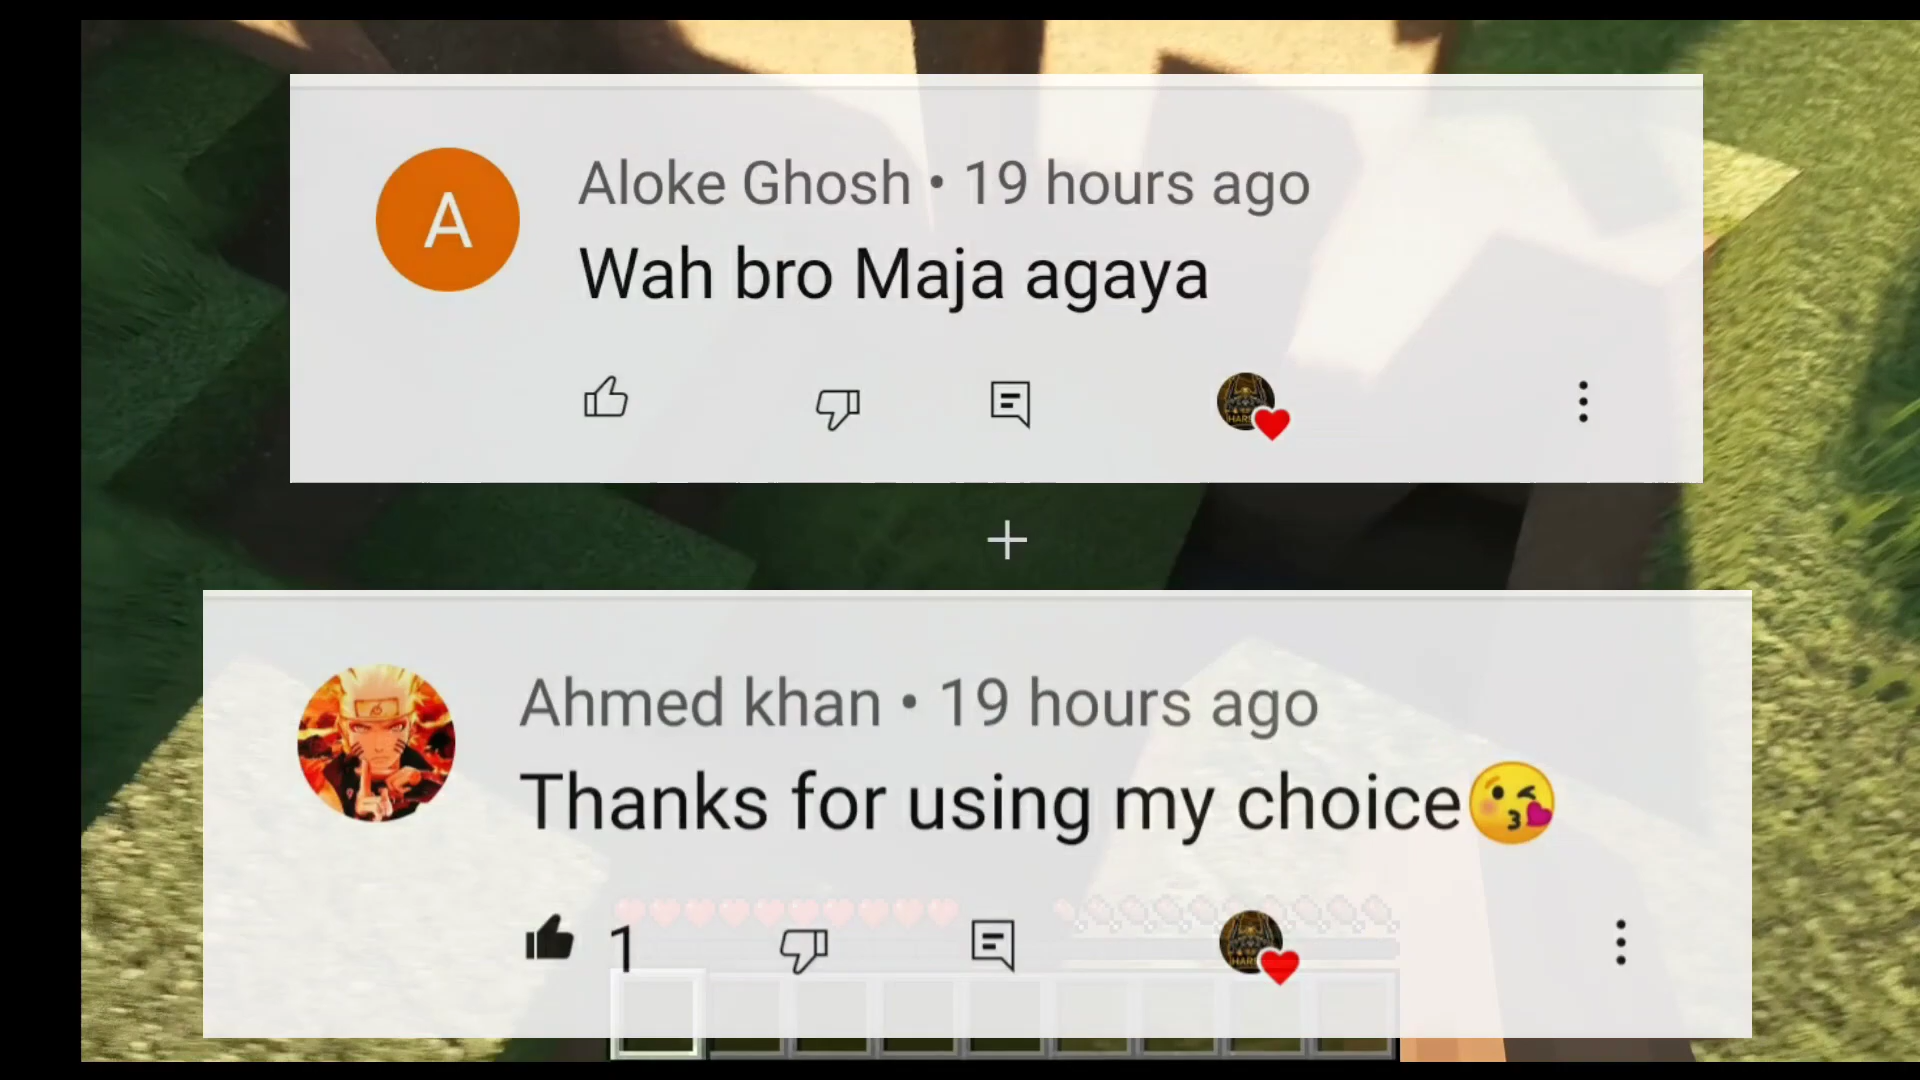 A
Aloke Ghosh • 19 hours ago
Wah bro Maja agaya
Ahmed khan • 19 hours ago
Thanks for using my choice😘
1